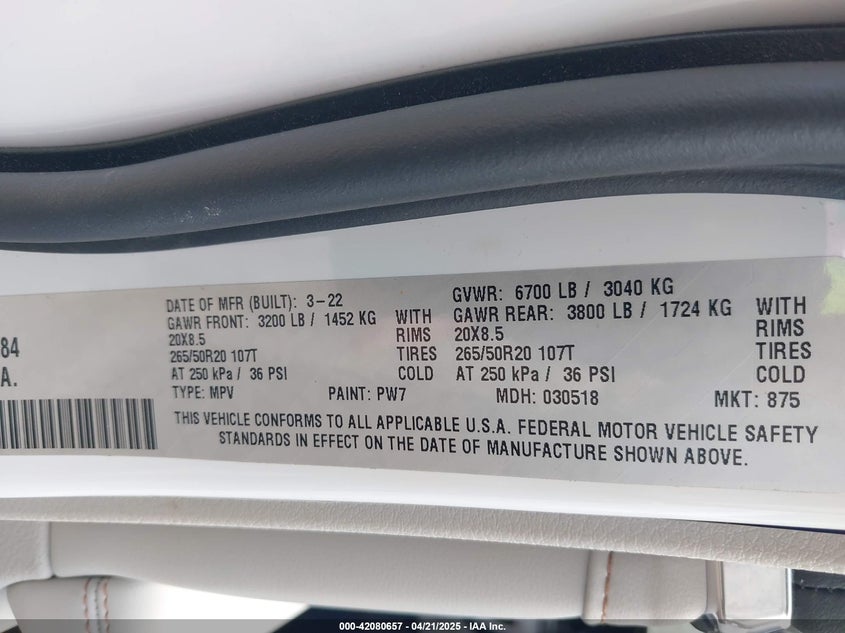 DATE OF MFR (BUILT): 3-22 GVWR: 6700 LB / 3040 KG
GAWR FRONT: 3200 LB / 1452 KG WITH GAWR REAR: 3800 LB / 1724 KG WITH
20X8.5 RIMS 20X8.5 RIMS
84 265/50R20 107T TIRES 265/50R20 107T TIRES
A. AT 250 kPa / 36 PSI COLD AT 250 kPa / 36 PSI COLD
TYPE: MPV PAINT: PW7 MDH: 030518 MKT: 875
THIS VEHICLE CONFORMS TO ALL APPLICABLE U.S.A. FEDERAL MOTOR VEHICLE SAFETY
STANDARDS IN EFFECT ON THE DATE OF MANUFACTURE SHOWN ABOVE.
000-42080657 - 04/21/2025 - IAA Inc.